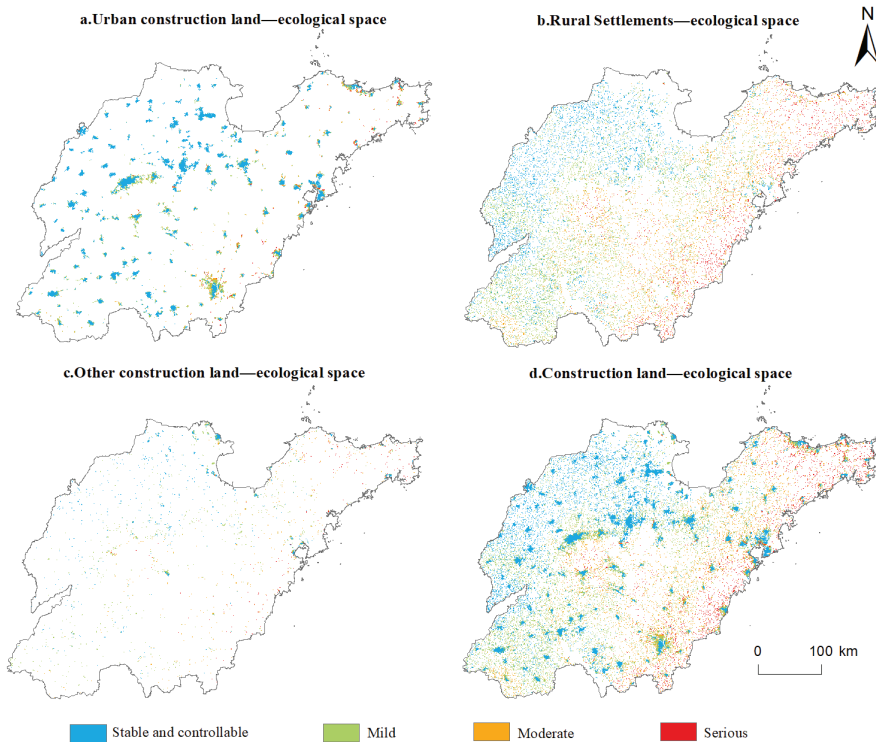 a.Urban construction land—ecological space
b.Rural Settlements—ecological space
N
c.Other construction land—ecological space
d.Construction land—ecological space
0 100 km
Stable and controllable
Mild
Moderate
Serious